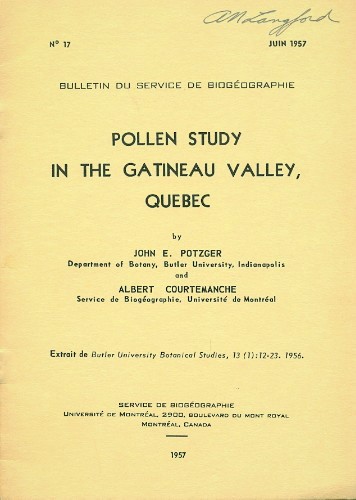 AN Langford
Nº 17
JUIN 1957
BULLETIN DU SERVICE DE BIOGÉOGRAPHIE
POLLEN STUDY
IN THE GATINEAU VALLEY,
QUEBEC
by
JOHN E. POTZGER
Department of Botany, Butler University, Indianapolis
and
ALBERT COURTEMANCHE
Service de Biogéographie, Université de Montréal
Extrait de Butler University Botanical Studies, 13 (1):12-23. 1956.
SERVICE DE BIOGÉOGRAPHIE
UNIVERSITÉ DE MONTRÉAL, 2900, BOULEVARD DU MONT ROYAL
MONTRÉAL, CANADA
1957